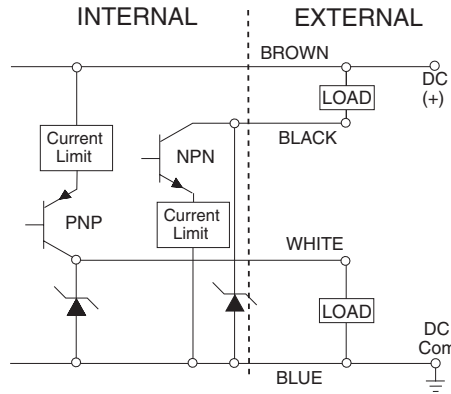 INTERNAL
EXTERNAL
BROWN
DC
(+)
LOAD
BLACK
Current
Limit
NPN
PNP
Current
Limit
WHITE
LOAD
DC
Com
BLUE